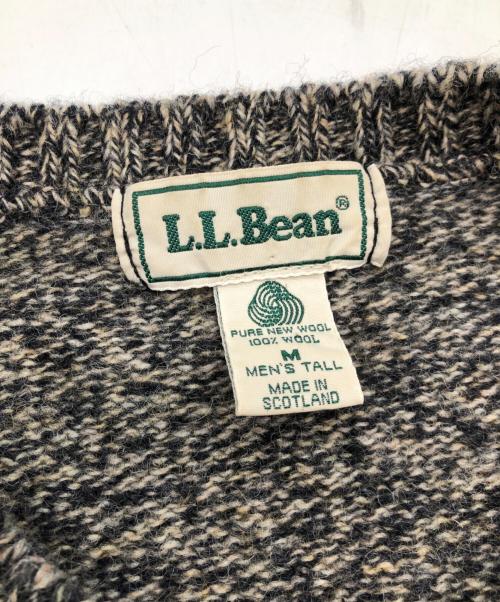 L.L.Bean®
PURE NEW WOOL
100% WOOL
M
MEN'S TALL
MADE IN
SCOTLAND